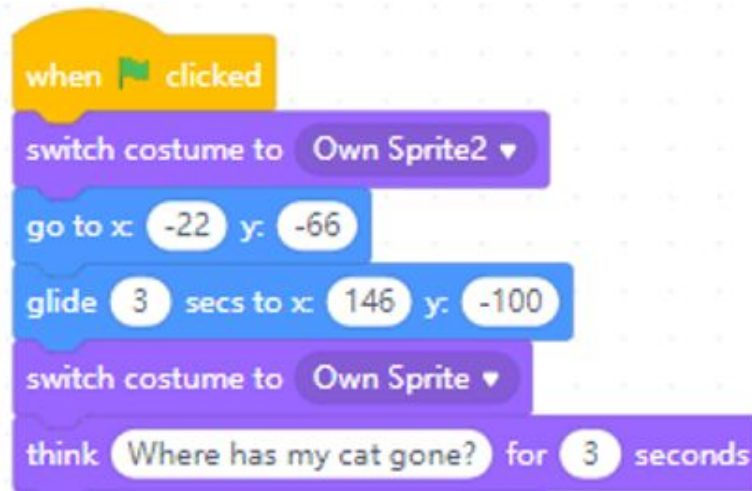 when clicked
switch costume to Own Sprite2
go to x: -22 y: -66
glide 3 secs to x: 146 y: -100
switch costume to Own Sprite
think Where has my cat gone? for 3 seconds